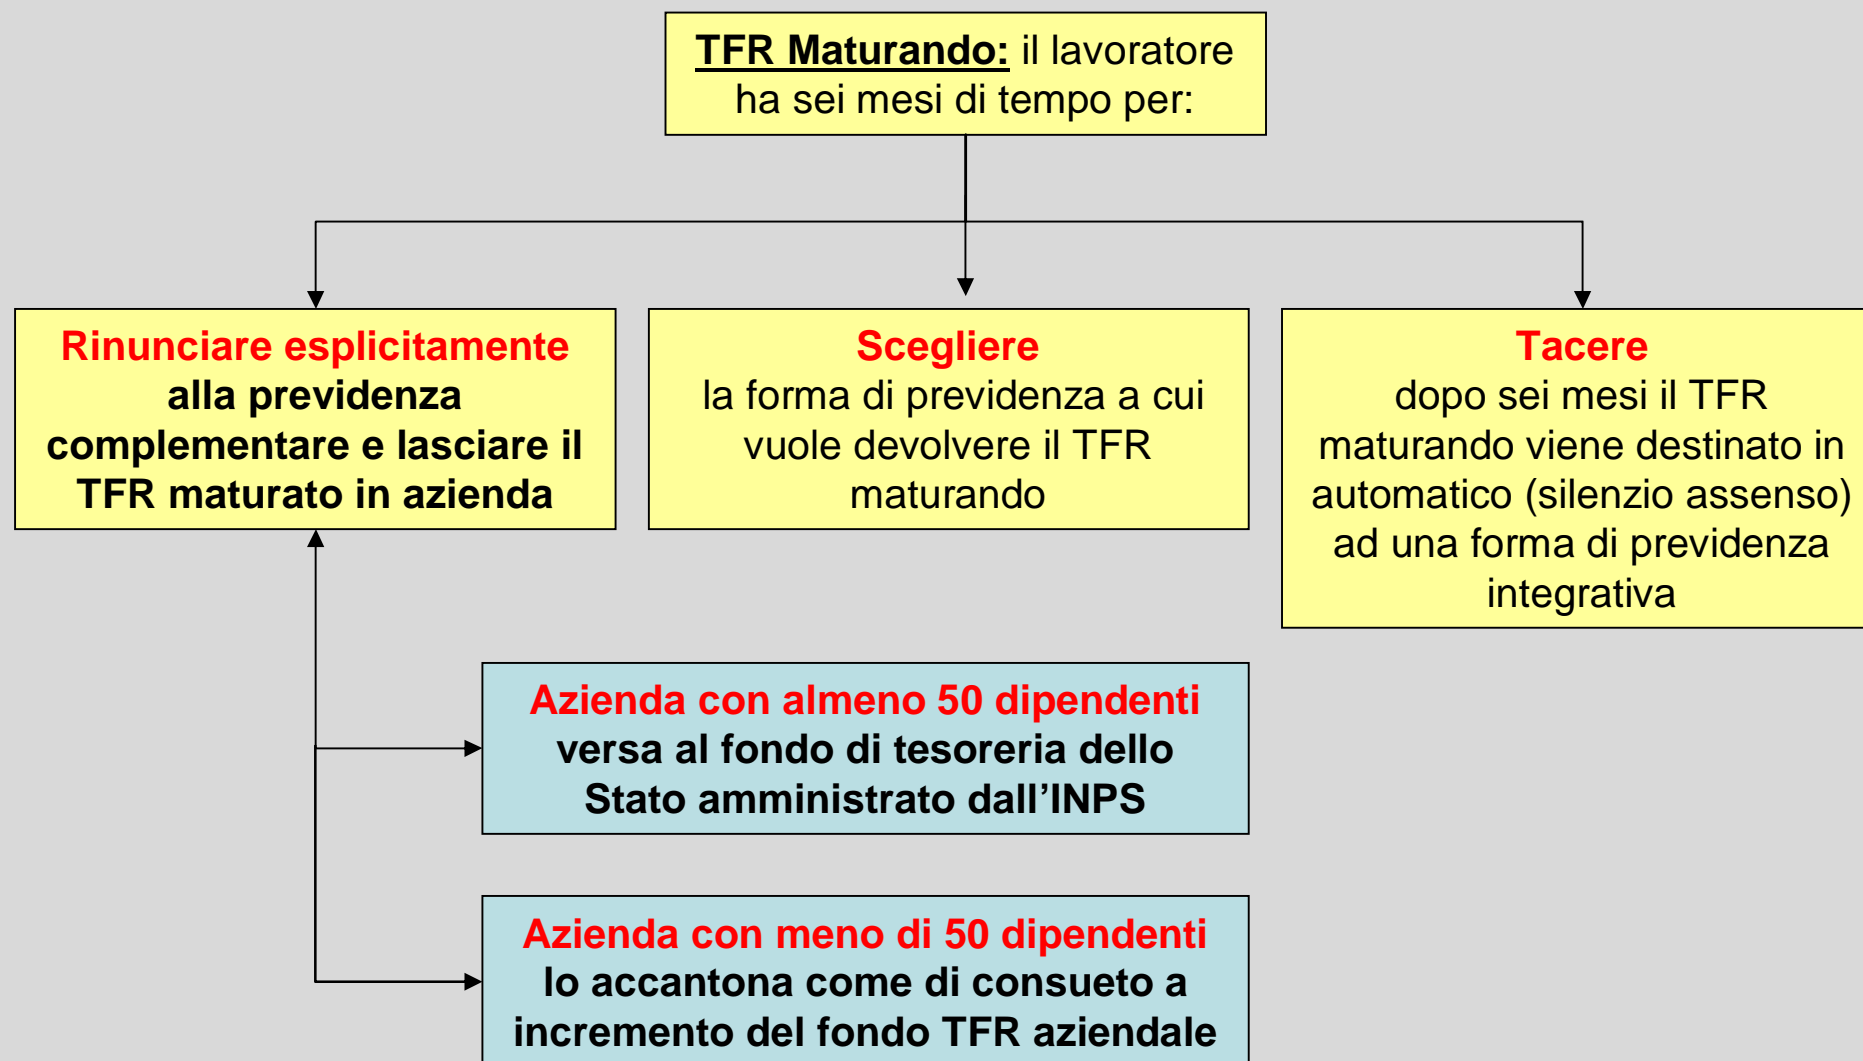 TFR Maturando: il lavoratore
ha sei mesi di tempo per:
Rinunciare esplicitamente
alla previdenza
complementare e lasciare il
TFR maturato in azienda
Scegliere
la forma di previdenza a cui
vuole devolvere il TFR
maturando
Tacere
dopo sei mesi il TFR
maturando viene destinato in
automatico (silenzio assenso)
ad una forma di previdenza
integrativa
Azienda con almeno 50 dipendenti
versa al fondo di tesoreria dello
Stato amministrato dall’INPS
Azienda con meno di 50 dipendenti
lo accantona come di consueto a
incremento del fondo TFR aziendale